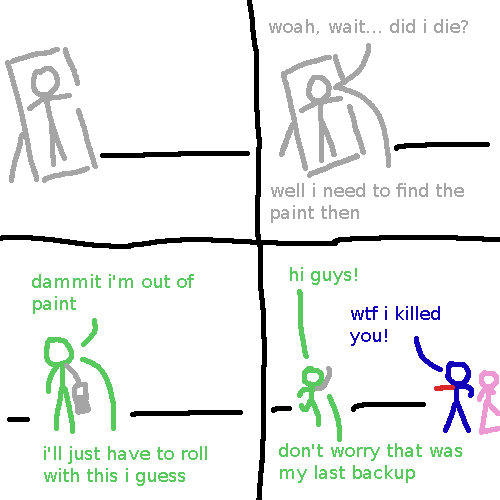 woah, wait... did i die?
well i need to find the
paint then
dammit i'm out of
paint
i'll just have to roll
with this i guess
hi guys!
wtf i killed
you!
don't worry that was
my last backup